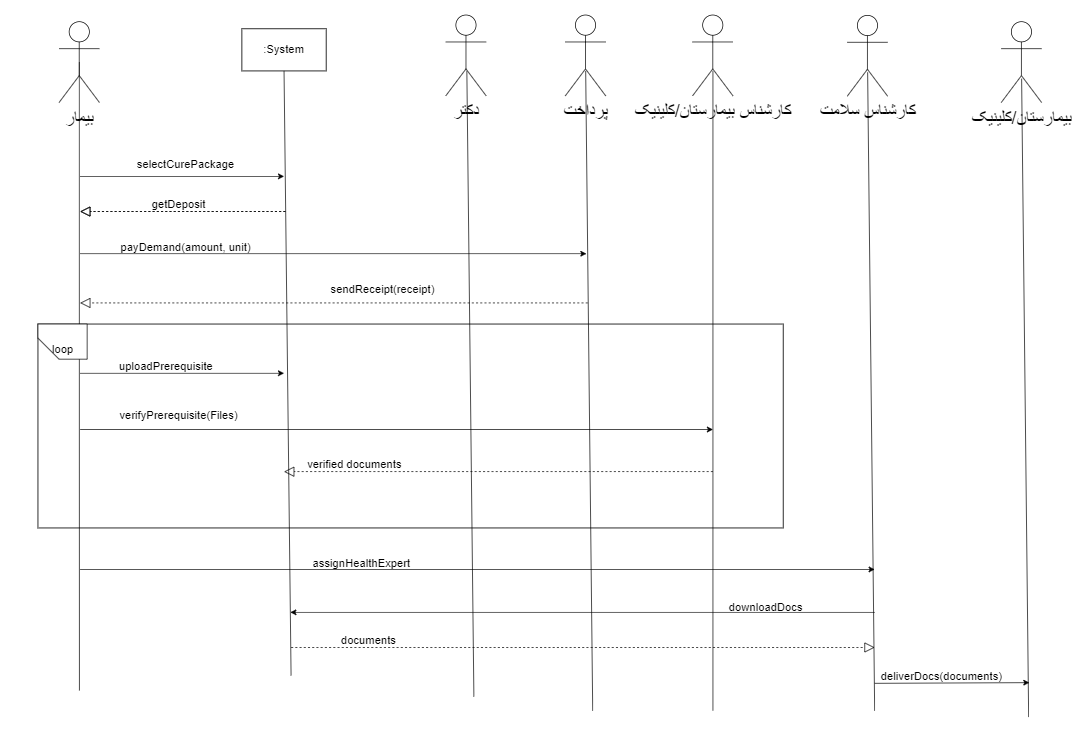 :System
بیمار
دکتر
پرداخت
کارشناس بیمارستان/کلینیک
کارشناس سلامت
بیمارستان/کلینیک
selectCurePackage
getDeposit
payDemand(amount, unit)
sendReceipt(receipt)
loop
uploadPrerequisite
verifyPrerequisite(Files)
verified documents
assignHealthExpert
downloadDocs
documents
deliverDocs(documents)